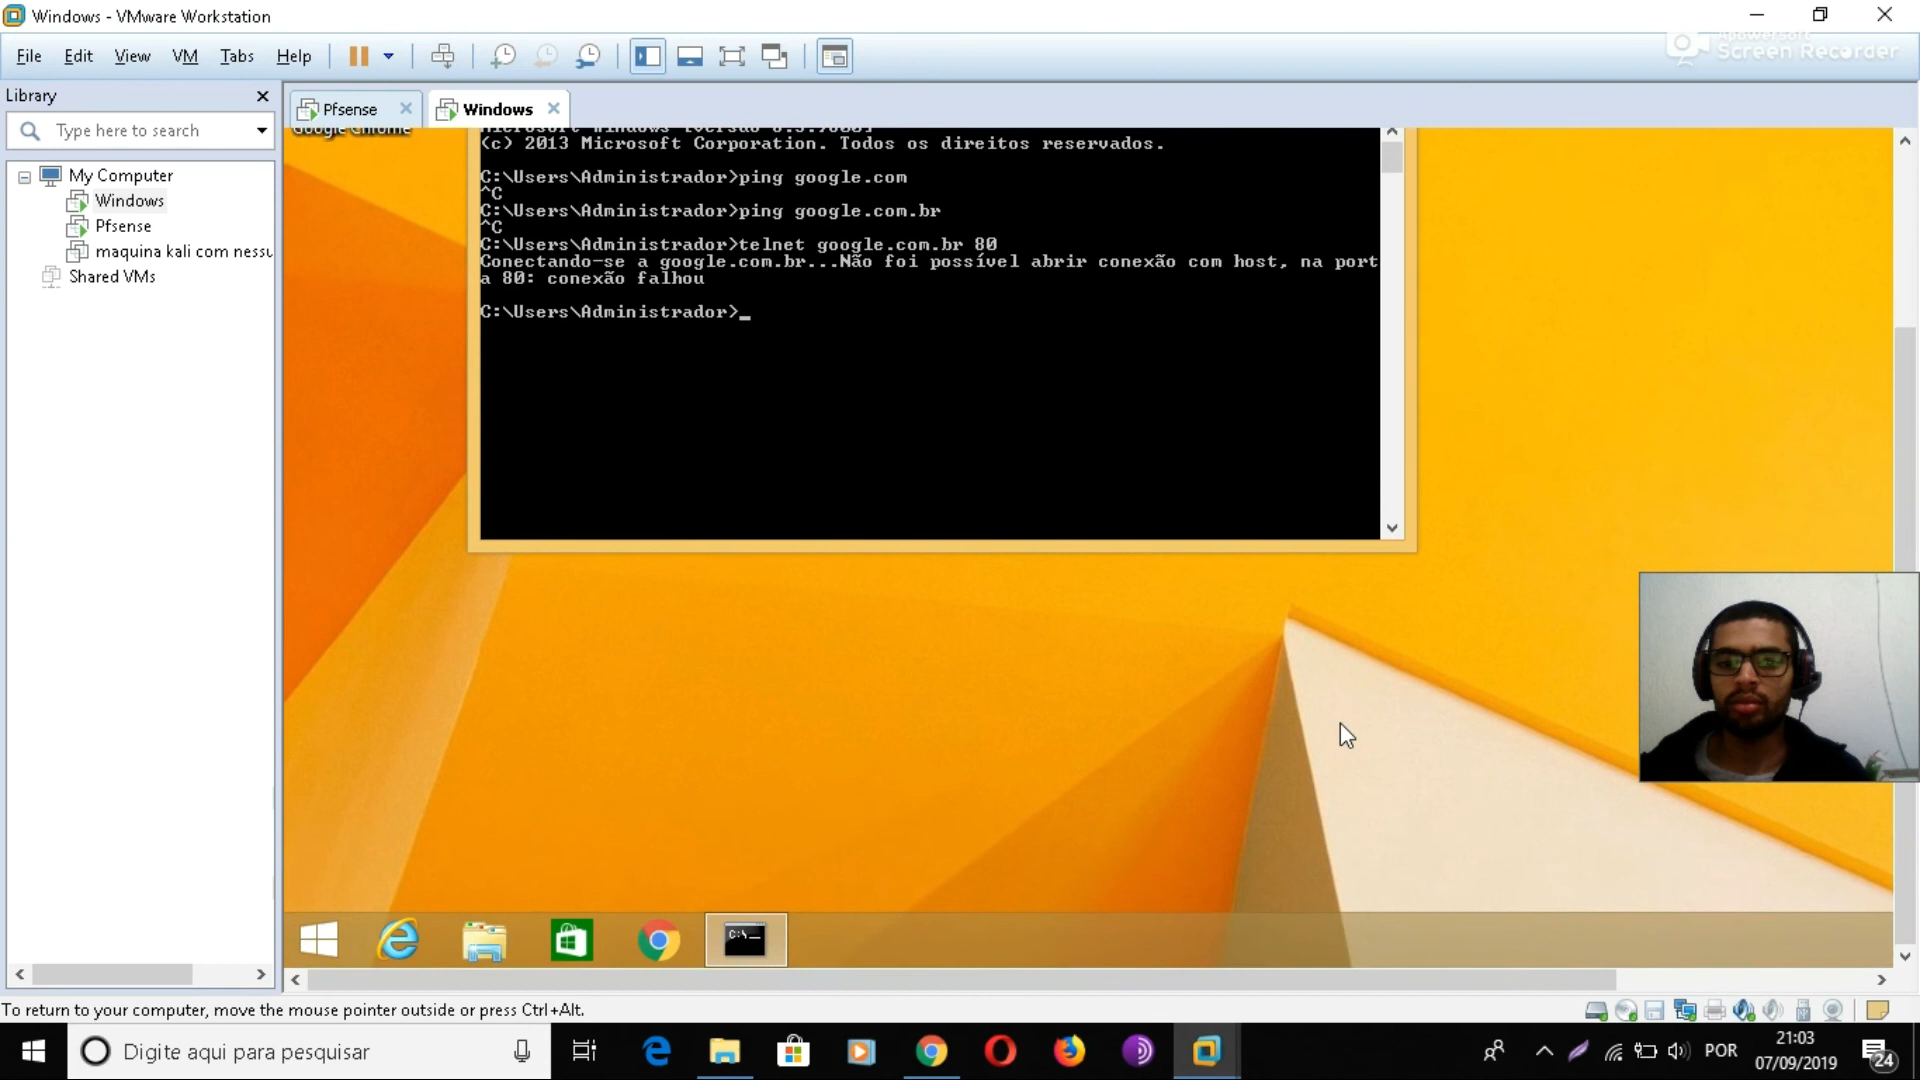 Windows - VMware Workstation
File Edit View VM Tabs Help
Apowersoft
Screen Recorder
Library
Type here to search
My Computer
Windows
Pfsense
maquina kali com nessu
Shared VMs
Pfsense
Windows
Google Chrome
(c) 2013 Microsoft Corporation. Todos os direitos reservados.
C:\Users\Administrador>ping google.com
^C
C:\Users\Administrador>ping google.com.br
^C
C:\Users\Administrador>telnet google.com.br 80
Conectando-se a google.com.br...Não foi possível abrir conexão com host, na port
a 80: conexão falhou
C:\Users\Administrador>_
C:\_
To return to your computer, move the mouse pointer outside or press Ctrl+Alt.
Digite aqui para pesquisar
POR
21:03
07/09/2019
24